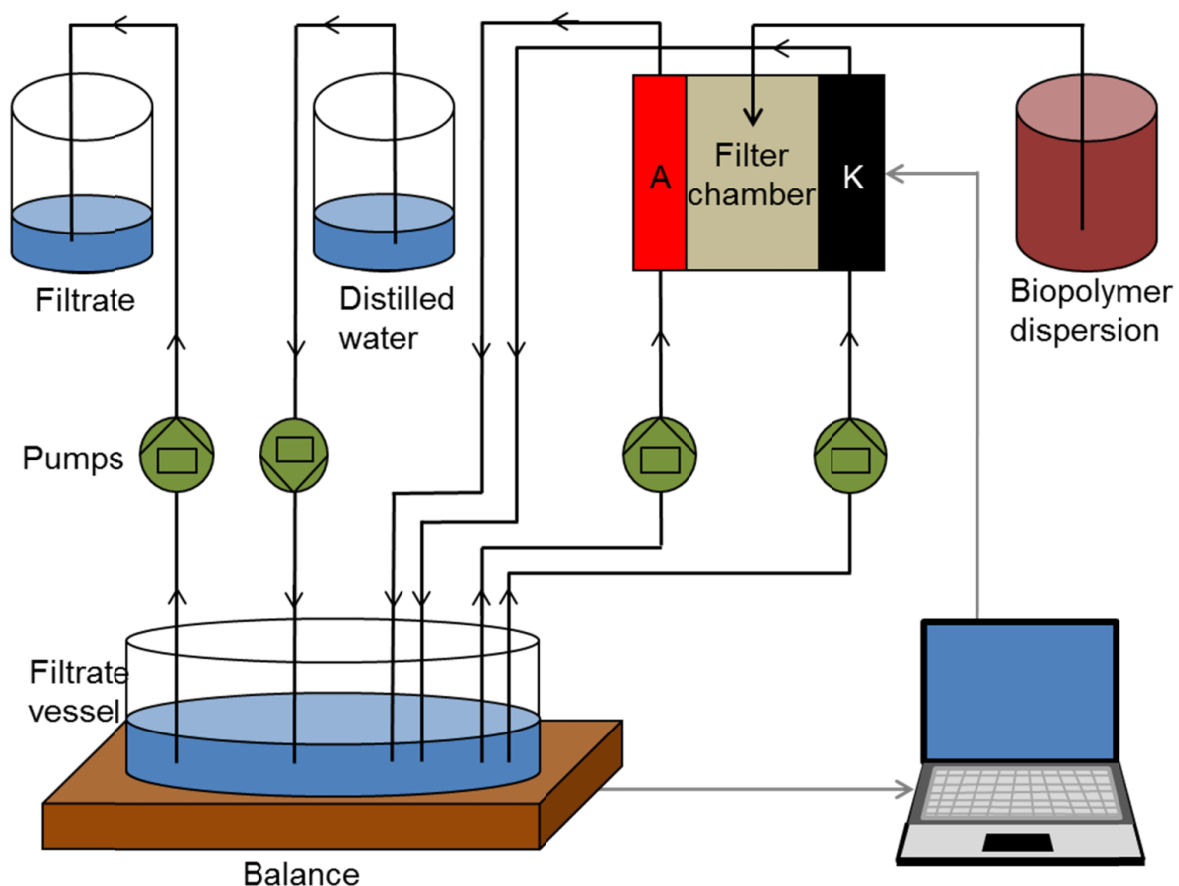 A
Filter
chamber
K
Filtrate
Distilled
water
Biopolymer
dispersion
Pumps
Filtrate
vessel
Balance